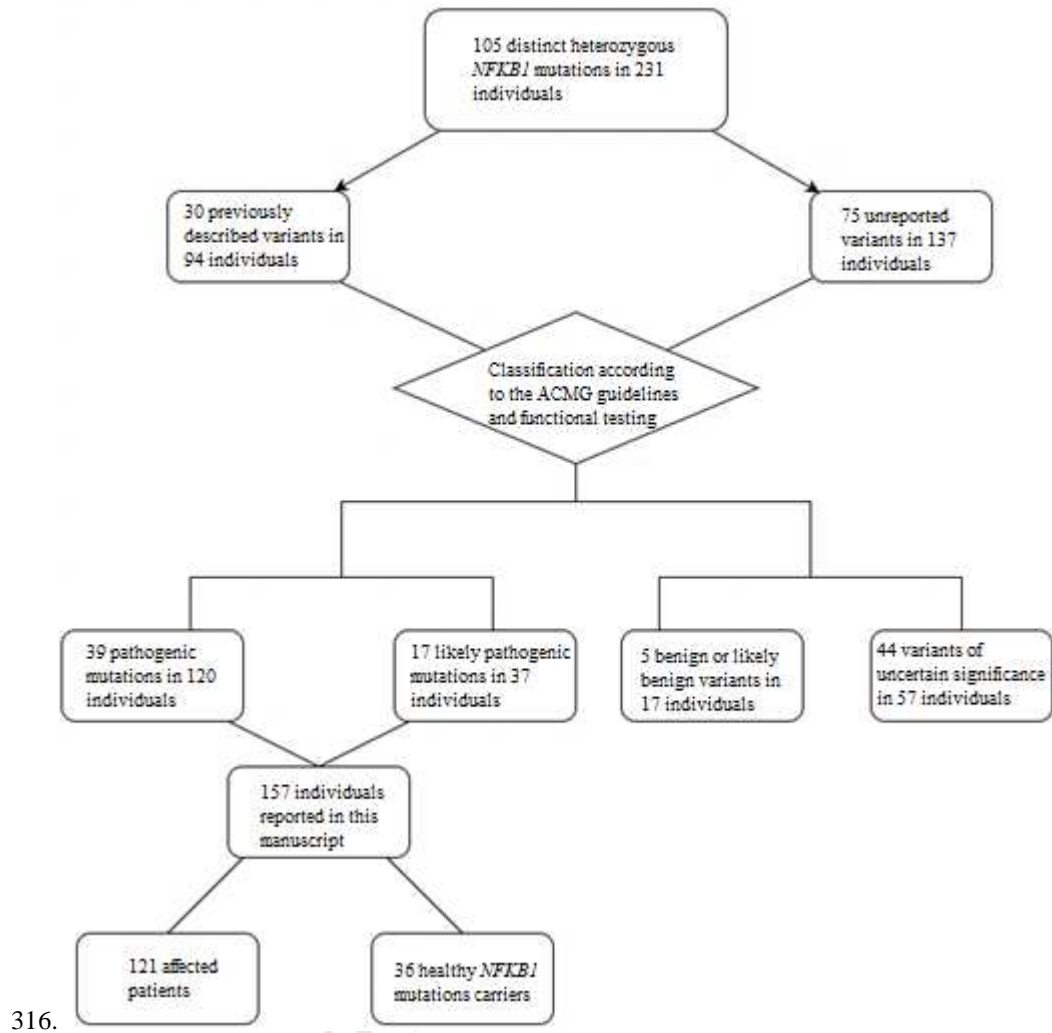 105 distinct heterozygous
NFKB1 mutations in 231
individuals
30 previously
described variants in
94 individuals
75 unreported
variants in 137
individuals
Classification according
to the ACMG guidelines
and functional testing
39 pathogenic
mutations in 120
individuals
17 likely pathogenic
mutations in 37
individuals
5 benign or likely
benign variants in
17 individuals
44 variants of
uncertain significance
in 57 individuals
157 individuals
reported in this
manuscript
121 affected
patients
36 healthy NFKB1
mutations carriers
316.